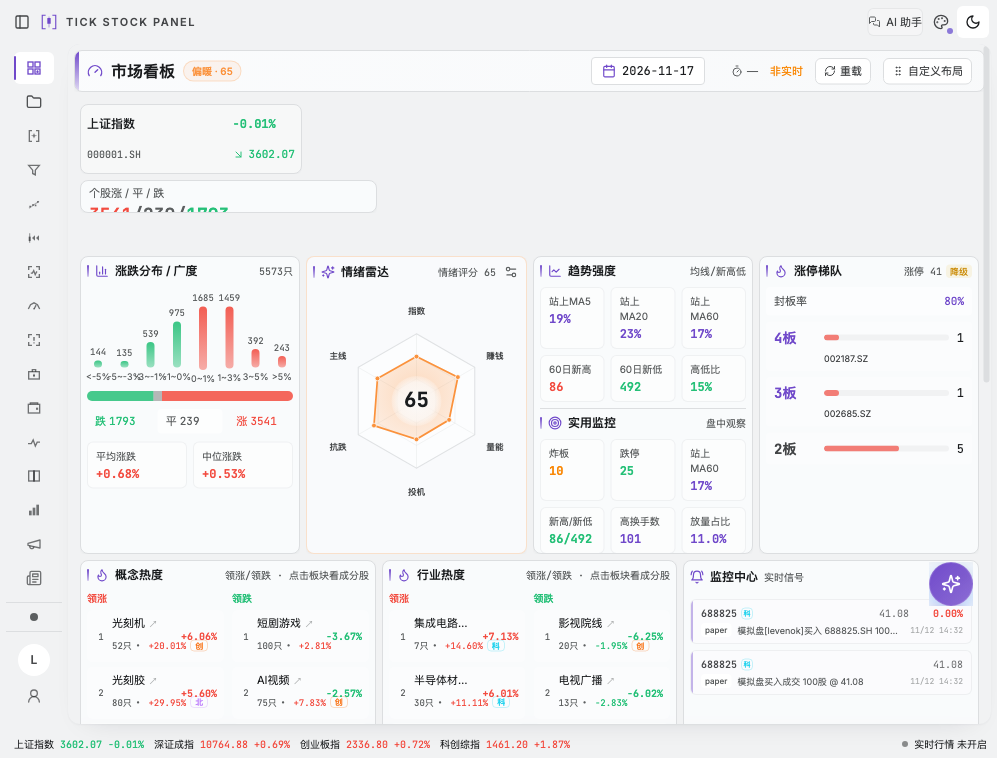 TICK STOCK PANEL
AI 助手
市场看板
偏暖 · 65
2026-11-17
—
非实时
重载
自定义布局
上证指数 -0.01%
000001.SH 3602.07
个股涨 / 平 / 跌
3541/239/1793
涨跌分布 / 广度 5573只
1685 1459
975
539
392
243
144 135
<-5% -5~-3% -3~-1% -1~0% 0~1% 1~3% 3~5% >5%
跌 1793 平 239 涨 3541
平均涨跌
+0.68%
中位涨跌
+0.53%
情绪雷达 情绪评分 65
指数
主线 赚钱
65
抗跌 量能
投机
趋势强度 均线/新高低
站上MA5
19%
站上
MA20
23%
站上
MA60
17%
60日新高
86
60日新低
492
高低比
15%
实用监控 盘中观察
炸板
10
跌停
25
站上
MA60
17%
新高/新低
86/492
高换手数
101
放量占比
11.0%
涨停梯队 涨停 41 降级
封板率 80%
4板 1
002187.SZ
3板 1
002685.SZ
2板 5
概念热度 领涨/领跌 · 点击板块看成分股
领涨 领跌
1 光刻机 ↗ +6.06%
52只 · +20.01% 创
1 短剧游戏 ↗ -3.67%
100只 · +2.81%
2 光刻胶 ↗ +5.60%
80只 · +29.95% 北
2 AI视频 ↗ -2.57%
75只 · +7.83% 创
行业热度 领涨/领跌 · 点击板块看成分股
领涨 领跌
1 集成电路... +7.13%
7只 · +14.60% 科
1 影视院线 ↗ -6.25%
20只 · -1.95% 创
2 半导体材... +6.01%
30只 · +11.11% 科
2 电视广播 ↗ -6.02%
13只 · -2.83%
监控中心 实时信号
688825 科 41.08 0.00%
paper 模拟盘[levenok]买入 688825.SH 100... 11/12 14:32
688825 科 41.08
paper 模拟盘买入成交 100股 @ 41.08 11/12 14:32
L
上证指数 3602.07 -0.01% 深证成指 10764.88 +0.69% 创业板指 2336.80 +0.72% 科创综指 1461.20 +1.87%
实时行情 未开启